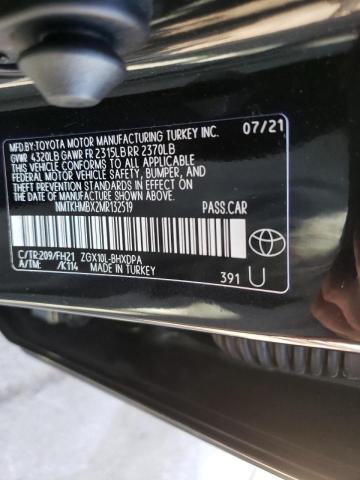 MFD.BY:TOYOTA MOTOR MANUFACTURING TURKEY INC. 07/21
GVWR 4320LB GAWR FR 2315LB RR 2370LB
THIS VEHICLE CONFORMS TO ALL APPLICABLE
FEDERAL MOTOR VEHICLE SAFETY, BUMPER, AND
THEFT PREVENTION STANDARDS IN EFFECT ON THE DATE
OF MANUFACTURE SHOWN ABOVE.
NMTKHMBX2MR132519 PASS.CAR
C/TR:209/FH21 ZGX10L-BHXDPA
A/TM: /K114 MADE IN TURKEY
391 U